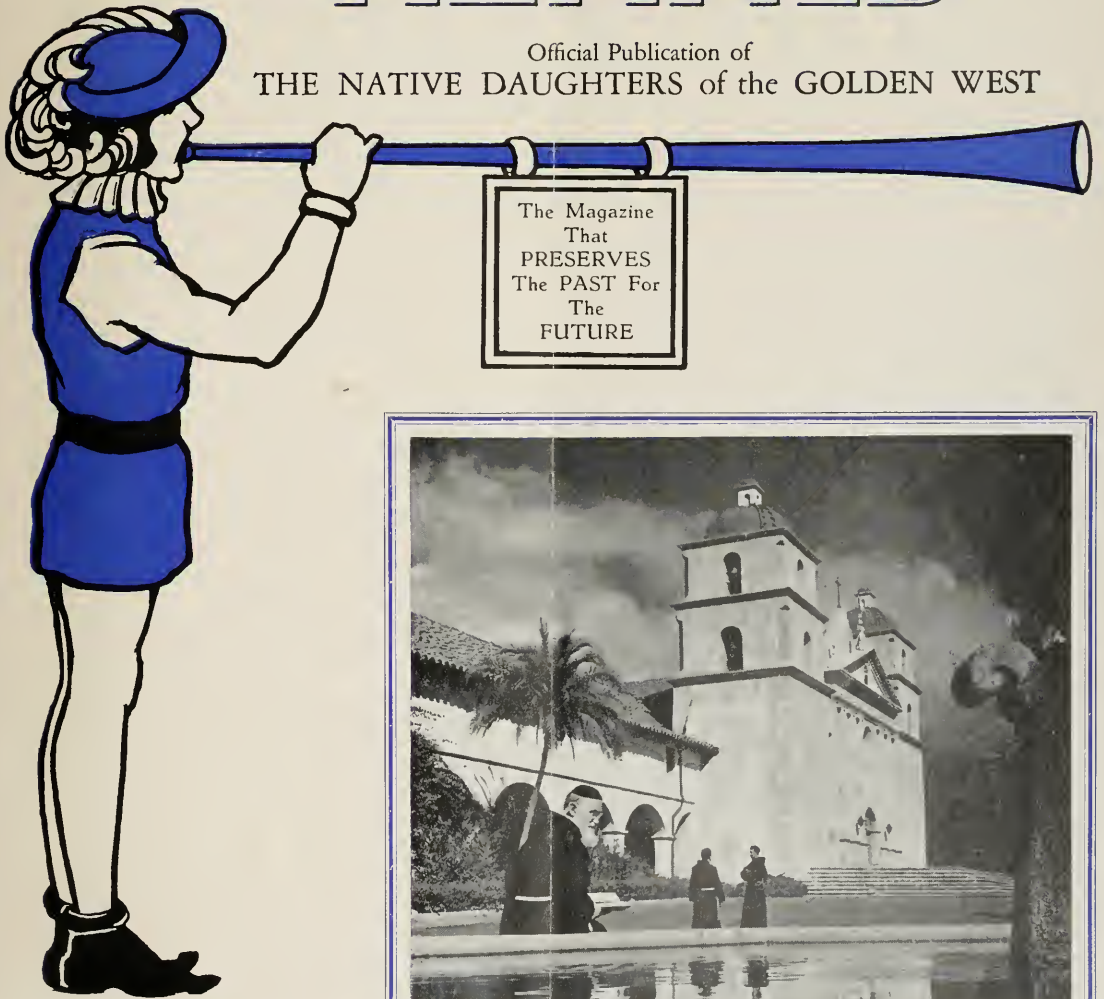 Official Publication of
THE NATIVE DAUGHTERS of the GOLDEN WEST
The Magazine
That
PRESERVES
The PAST For
The
FUTURE